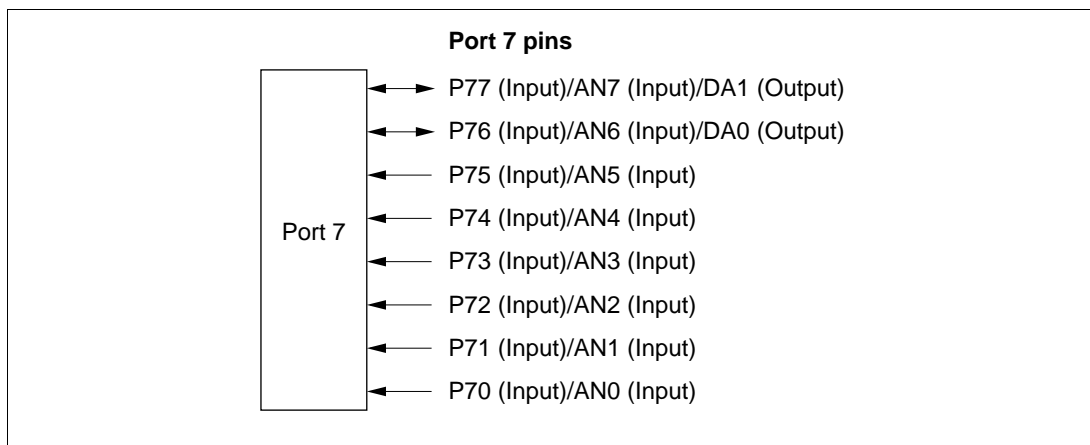 Port 7 pins
P77 (Input)/AN7 (Input)/DA1 (Output)
P76 (Input)/AN6 (Input)/DA0 (Output)
P75 (Input)/AN5 (Input)
P74 (Input)/AN4 (Input)
Port 7
P73 (Input)/AN3 (Input)
P72 (Input)/AN2 (Input)
P71 (Input)/AN1 (Input)
P70 (Input)/AN0 (Input)